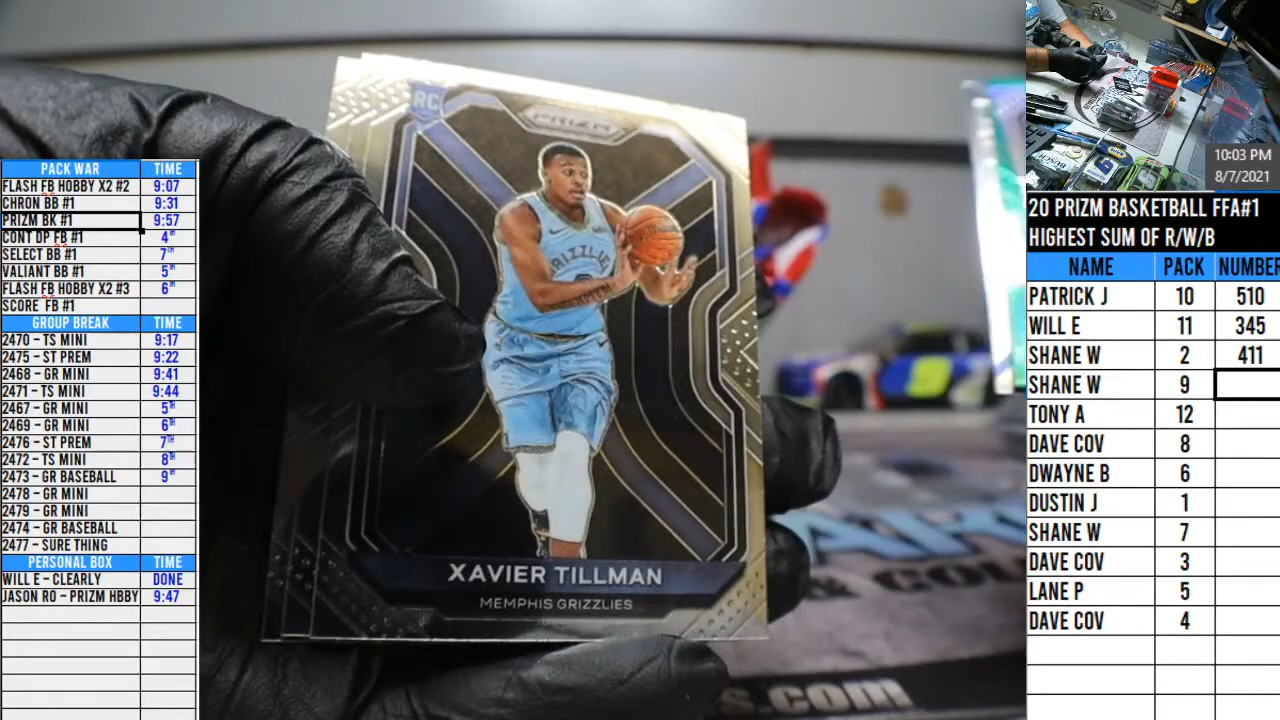 PACK WAR TIME
FLASH FB HOBBY X2 #2 9:07
CHRON BB #1 9:31
PRIZM BK #1 9:57
CONT DP FB #1 4TH
SELECT BB #1 7TH
VALIANT BB #1 5TH
FLASH FB HOBBY X2 #3 6TH
SCORE FB #1
GROUP BREAK TIME
2470 – TS MINI 9:17
2475 – ST PREM 9:22
2468 – GR MINI 9:41
2471 – TS MINI 9:44
2467 – GR MINI 5TH
2469 – GR MINI 6TH
2476 – ST PREM 7TH
2472 – TS MINI 8TH
2473 – GR BASEBALL 9TH
2478 – GR MINI
2479 – GR MINI
2474 – GR BASEBALL
2477 – SURE THING
PERSONAL BOX TIME
WILL E – CLEARLY DONE
JASON RO – PRIZM HBBY 9:47
RC
PRIZM
GRIZZLIES
XAVIER TILLMAN
MEMPHIS GRIZZLIES
& COL
s.com
BUSCH
10:03 PM
8/7/2021
20 PRIZM BASKETBALL FFA#1
HIGHEST SUM OF R/W/B
NAME PACK NUMBER
PATRICK J 10 510
WILL E 11 345
SHANE W 2 411
SHANE W 9
TONY A 12
DAVE COV 8
DWAYNE B 6
DUSTIN J 1
SHANE W 7
DAVE COV 3
LANE P 5
DAVE COV 4